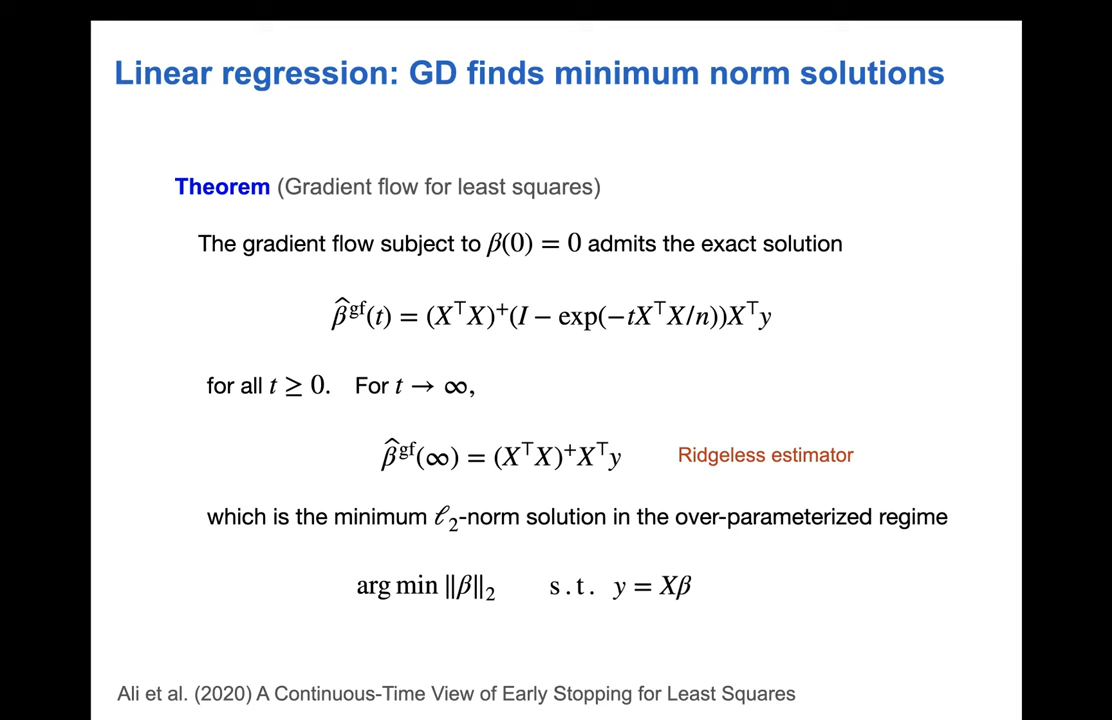 Linear regression: GD finds minimum norm solutions
Theorem (Gradient flow for least squares)
The gradient flow subject to β(0) = 0 admits the exact solution
β̂ᵍᶠ(t) = (X⊤X)⁺(I − exp(−tX⊤X/n))X⊤y
for all t ≥ 0. For t → ∞,
β̂ᵍᶠ(∞) = (X⊤X)⁺X⊤y Ridgeless estimator
which is the minimum ℓ₂-norm solution in the over-parameterized regime
arg min ‖β‖₂ s.t. y = Xβ
Ali et al. (2020) A Continuous-Time View of Early Stopping for Least Squares